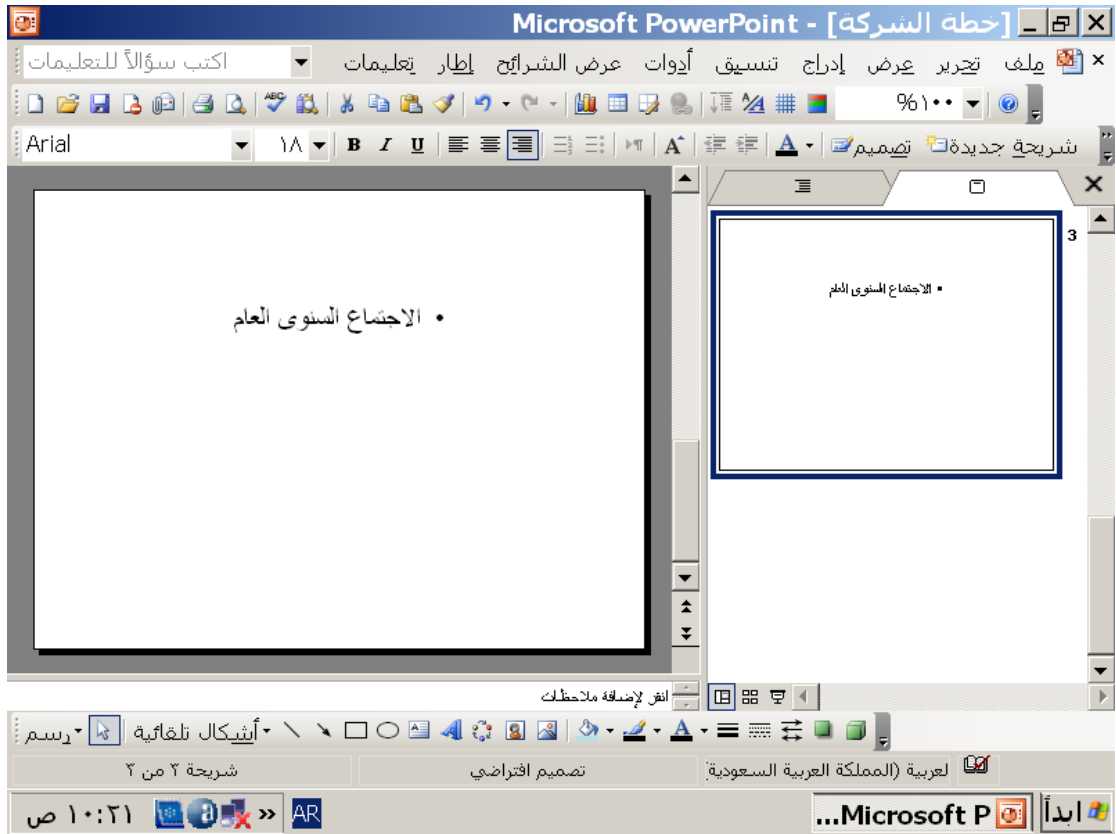 Microsoft PowerPoint - [خطة الشركة]
ملف تحرير عرض إدراج تنسيق أدوات عرض الشرائح إطار تعليمات اكتب سؤالاً للتعليمات
%١٠٠
Arial ١٨ B I U شريحة جديدة تصميم
3
• الاجتماع السنوى العام
• الاجتماع السنوى العام
انقر لإضافة ملاحظات
رسم أشكال تلقائية
شريحة ٣ من ٣ تصميم افتراضي لعربية (المملكة العربية السعودية
ابدأ Microsoft P... AR ١٠:٢١ ص